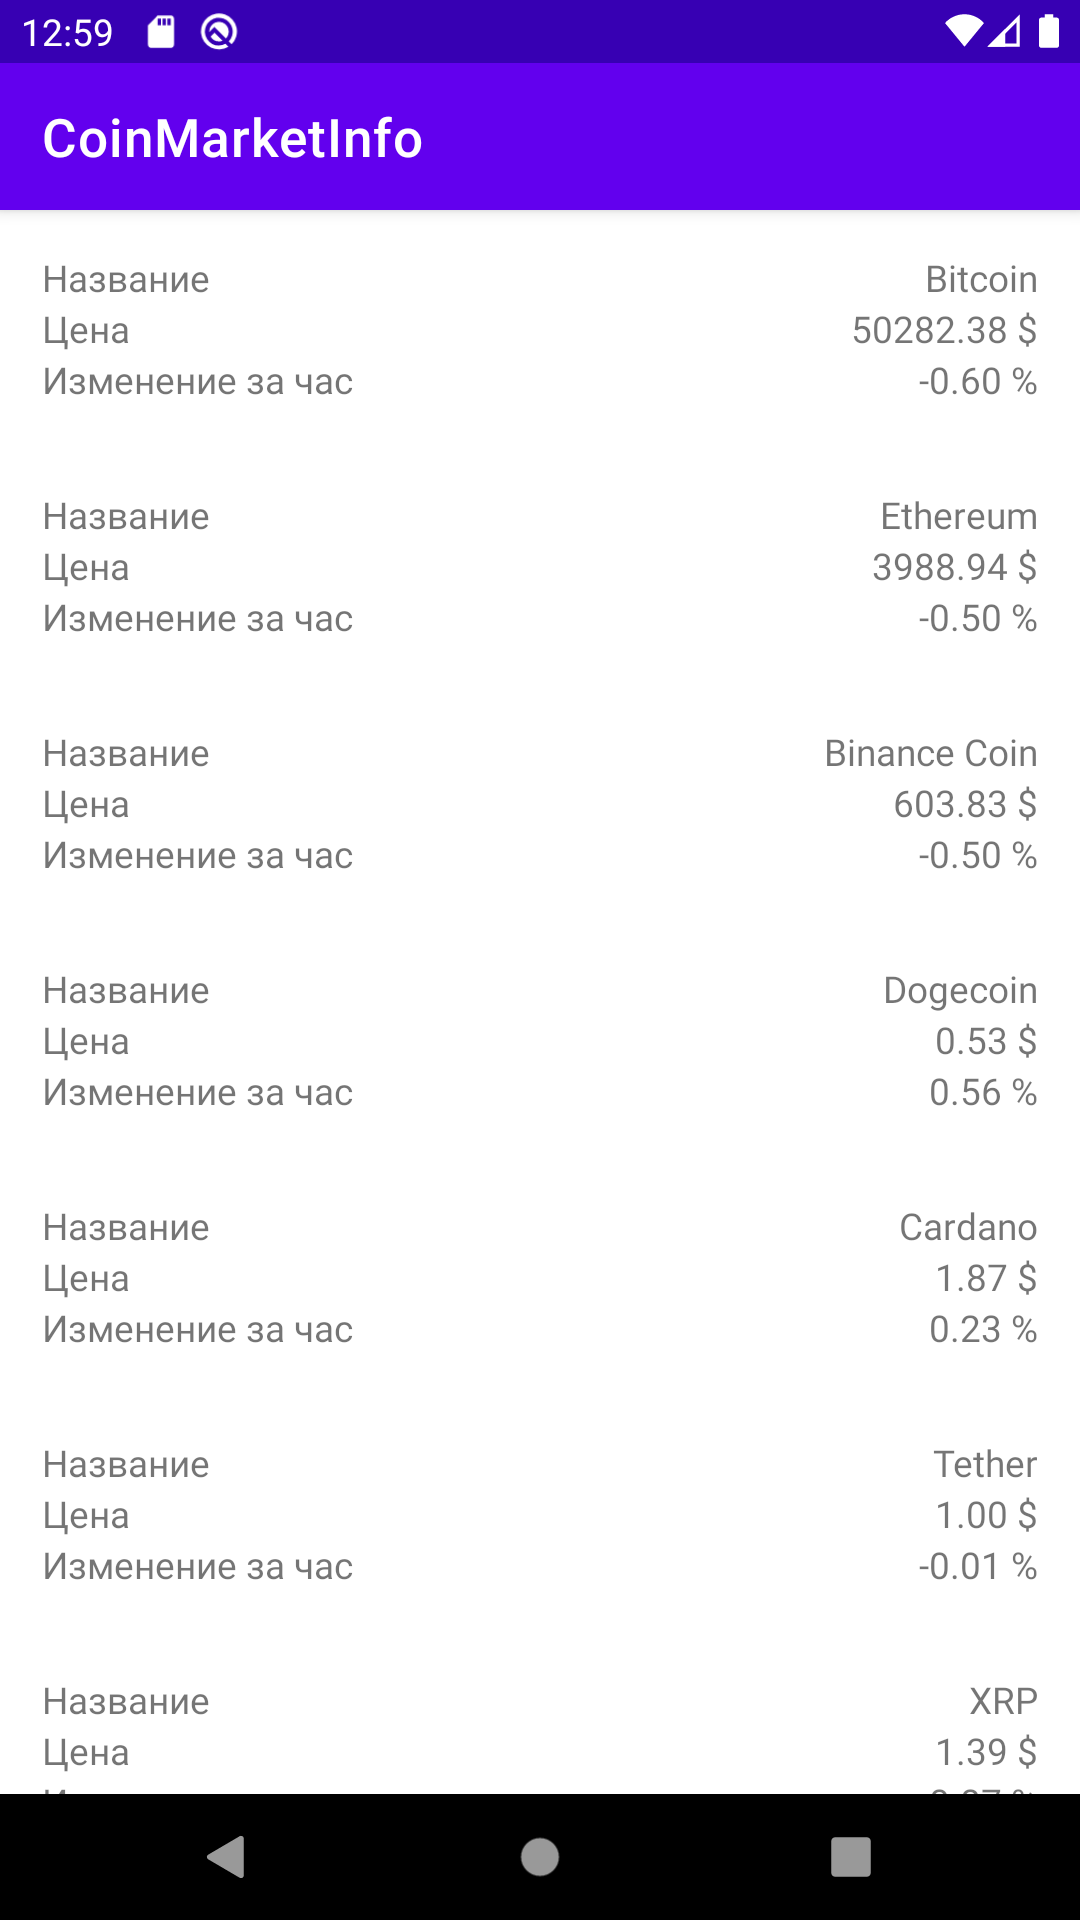 12:59
CoinMarketInfo
Название Bitcoin
Цена 50282.38 $
Изменение за час -0.60 %
Название Ethereum
Цена 3988.94 $
Изменение за час -0.50 %
Название Binance Coin
Цена 603.83 $
Изменение за час -0.50 %
Название Dogecoin
Цена 0.53 $
Изменение за час 0.56 %
Название Cardano
Цена 1.87 $
Изменение за час 0.23 %
Название Tether
Цена 1.00 $
Изменение за час -0.01 %
Название XRP
Цена 1.39 $